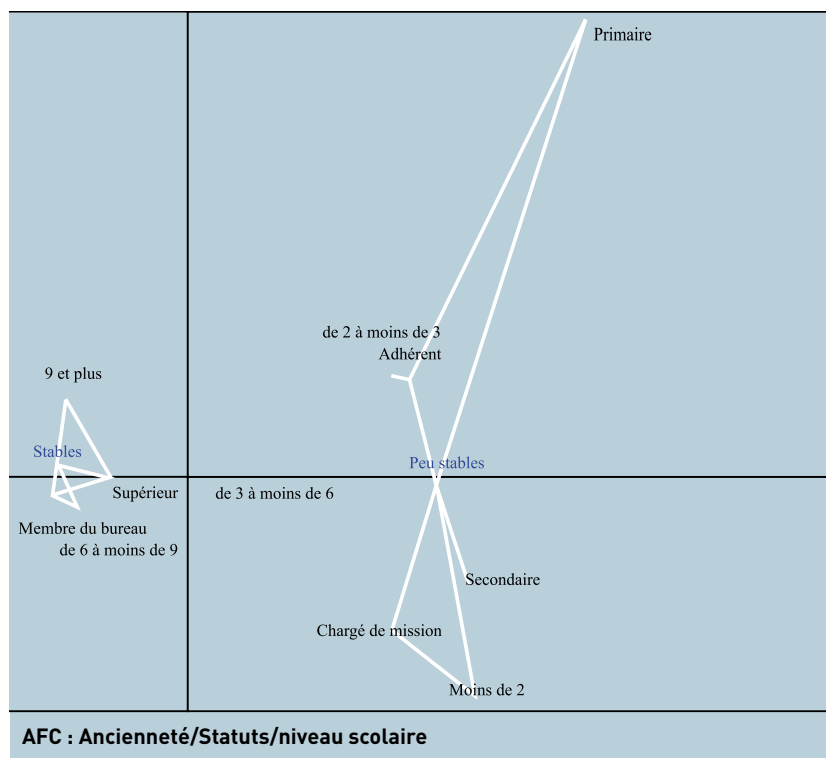 Primaire
de 2 à moins de 3
Adhérent
9 et plus
Stables
Peu stables
Supérieur
de 3 à moins de 6
Membre du bureau
de 6 à moins de 9
Secondaire
Chargé de mission
Moins de 2
AFC : Ancienneté/Statuts/niveau scolaire